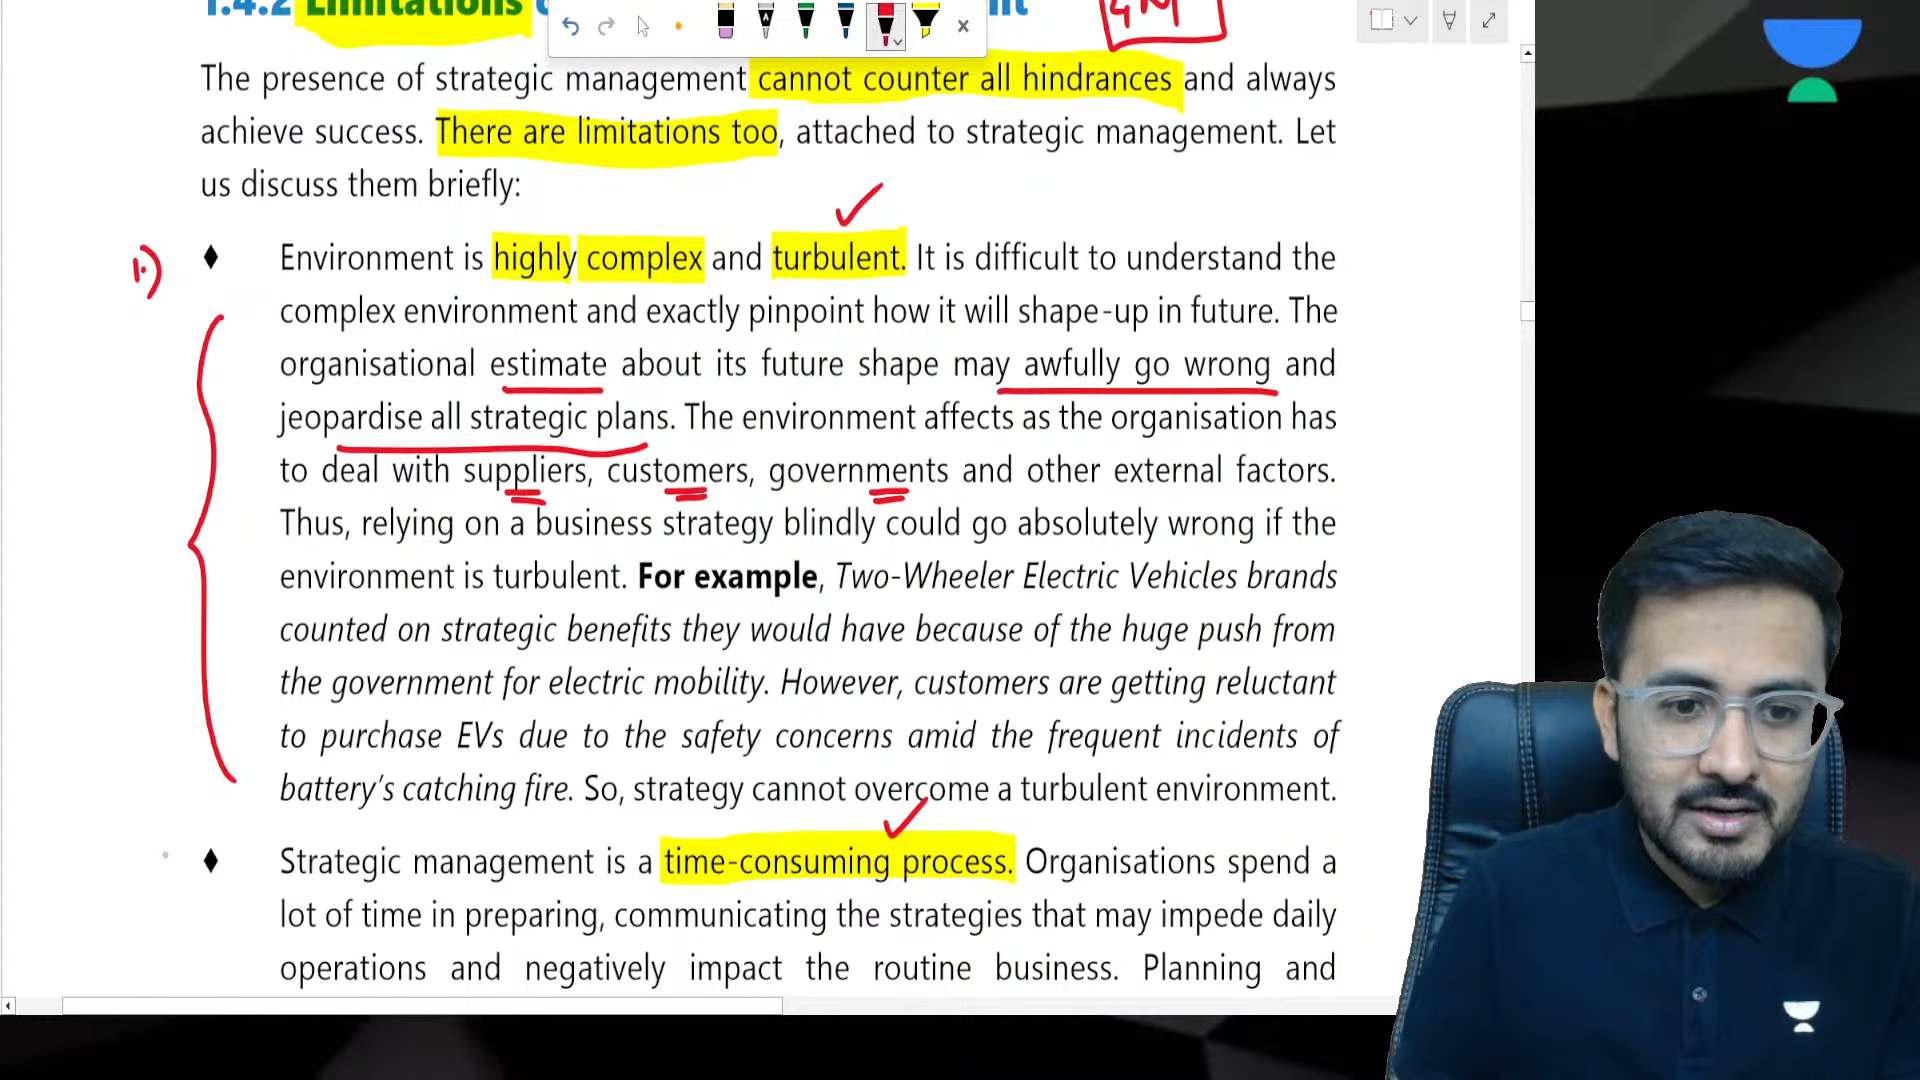 1.4.2 Limitations
4M
The presence of strategic management cannot counter all hindrances and always
achieve success. There are limitations too, attached to strategic management. Let
us discuss them briefly:
1.)
♦ Environment is highly complex and turbulent. It is difficult to understand the
complex environment and exactly pinpoint how it will shape-up in future. The
organisational estimate about its future shape may awfully go wrong and
jeopardise all strategic plans. The environment affects as the organisation has
to deal with suppliers, customers, governments and other external factors.
Thus, relying on a business strategy blindly could go absolutely wrong if the
environment is turbulent. For example, Two-Wheeler Electric Vehicles brands
counted on strategic benefits they would have because of the huge push from
the government for electric mobility. However, customers are getting reluctant
to purchase EVs due to the safety concerns amid the frequent incidents of
battery's catching fire. So, strategy cannot overcome a turbulent environment.
♦ Strategic management is a time-consuming process. Organisations spend a
lot of time in preparing, communicating the strategies that may impede daily
operations and negatively impact the routine business. Planning and